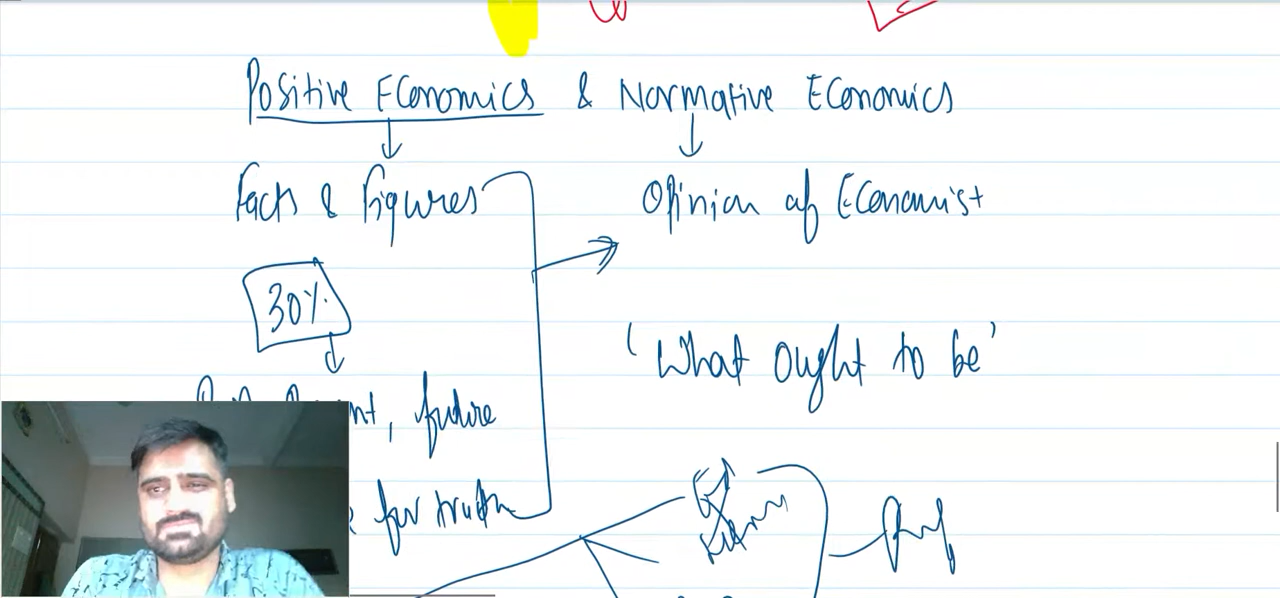 Positive Economics & Normative Economics
Facts & Figures
Opinion of Economist
30%
'What ought to be'
, future
for truth